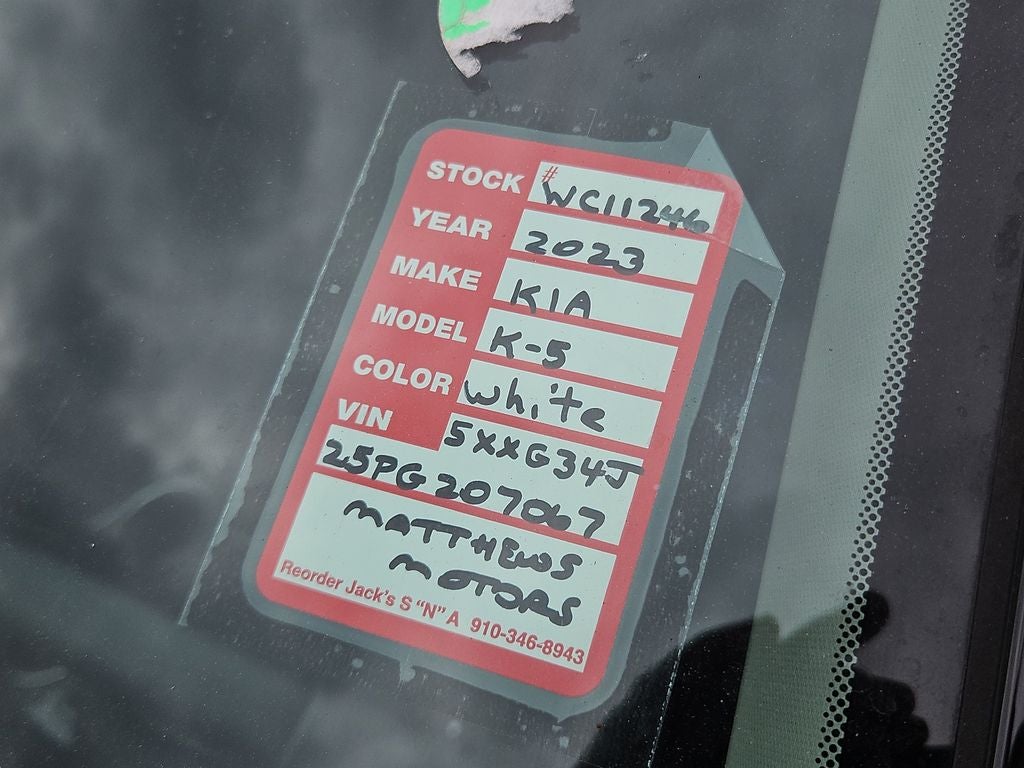 STOCK # WC11246
YEAR 2023
MAKE KIA
MODEL K-5
COLOR white
VIN 5XXG34J
25PG207067
MATTHEWS
MOTORS
Reorder Jack's S "N" A 910-346-8943